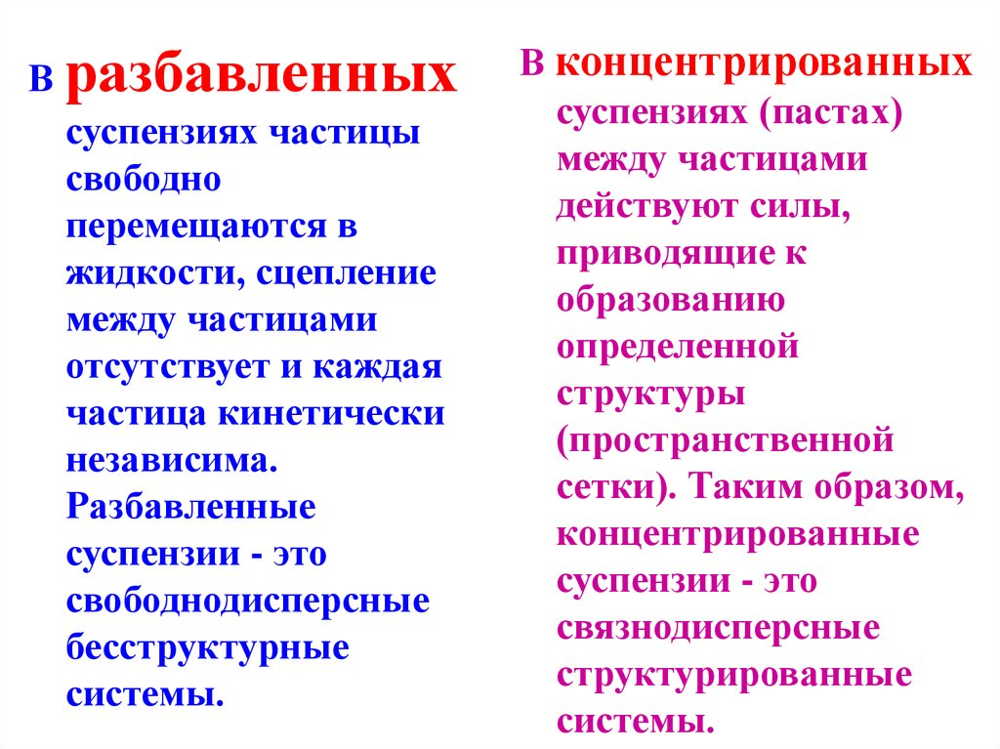 В разбавленных
суспензиях частицы
свободно
перемещаются в
жидкости, сцепление
между частицами
отсутствует и каждая
частица кинетически
независима.
Разбавленные
суспензии - это
свободнодисперсные
бесструктурные
системы.
В концентрированных
суспензиях (пастах)
между частицами
действуют силы,
приводящие к
образованию
определенной
структуры
(пространственной
сетки). Таким образом,
концентрированные
суспензии - это
связнодисперсные
структурированные
системы.